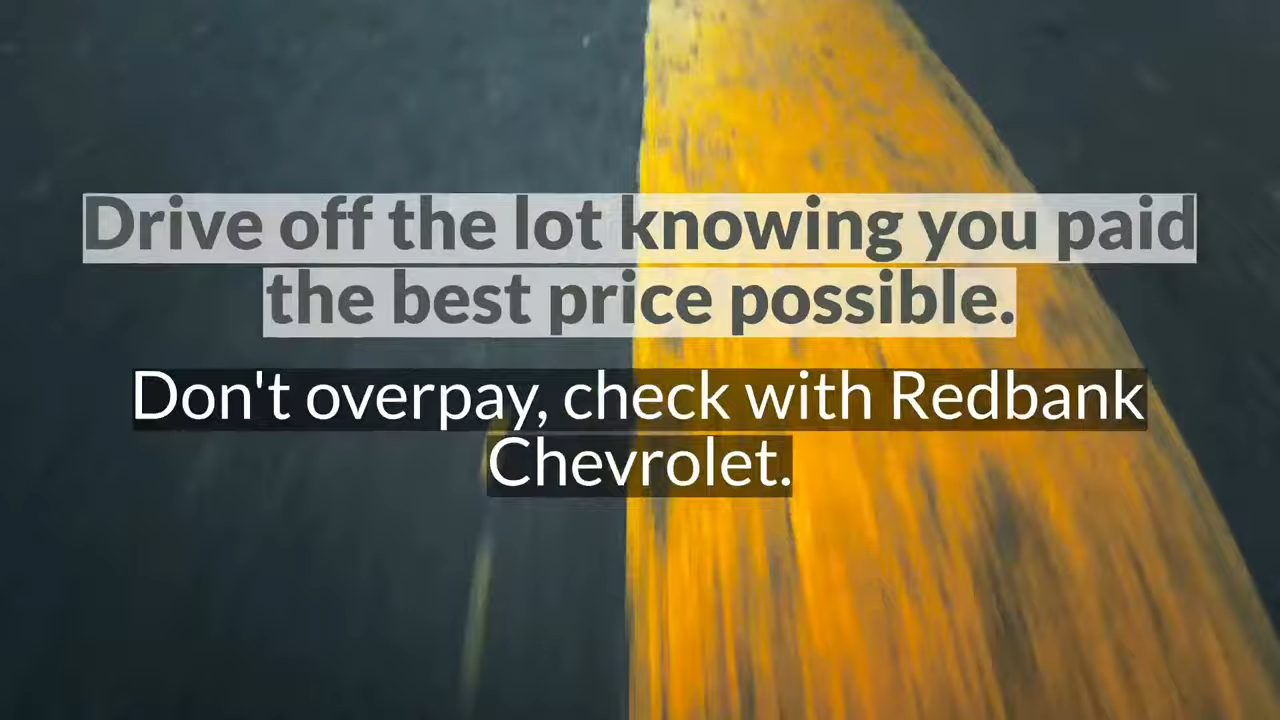 Drive off the lot knowing you paid
the best price possible.
Don't overpay, check with Redbank
Chevrolet.